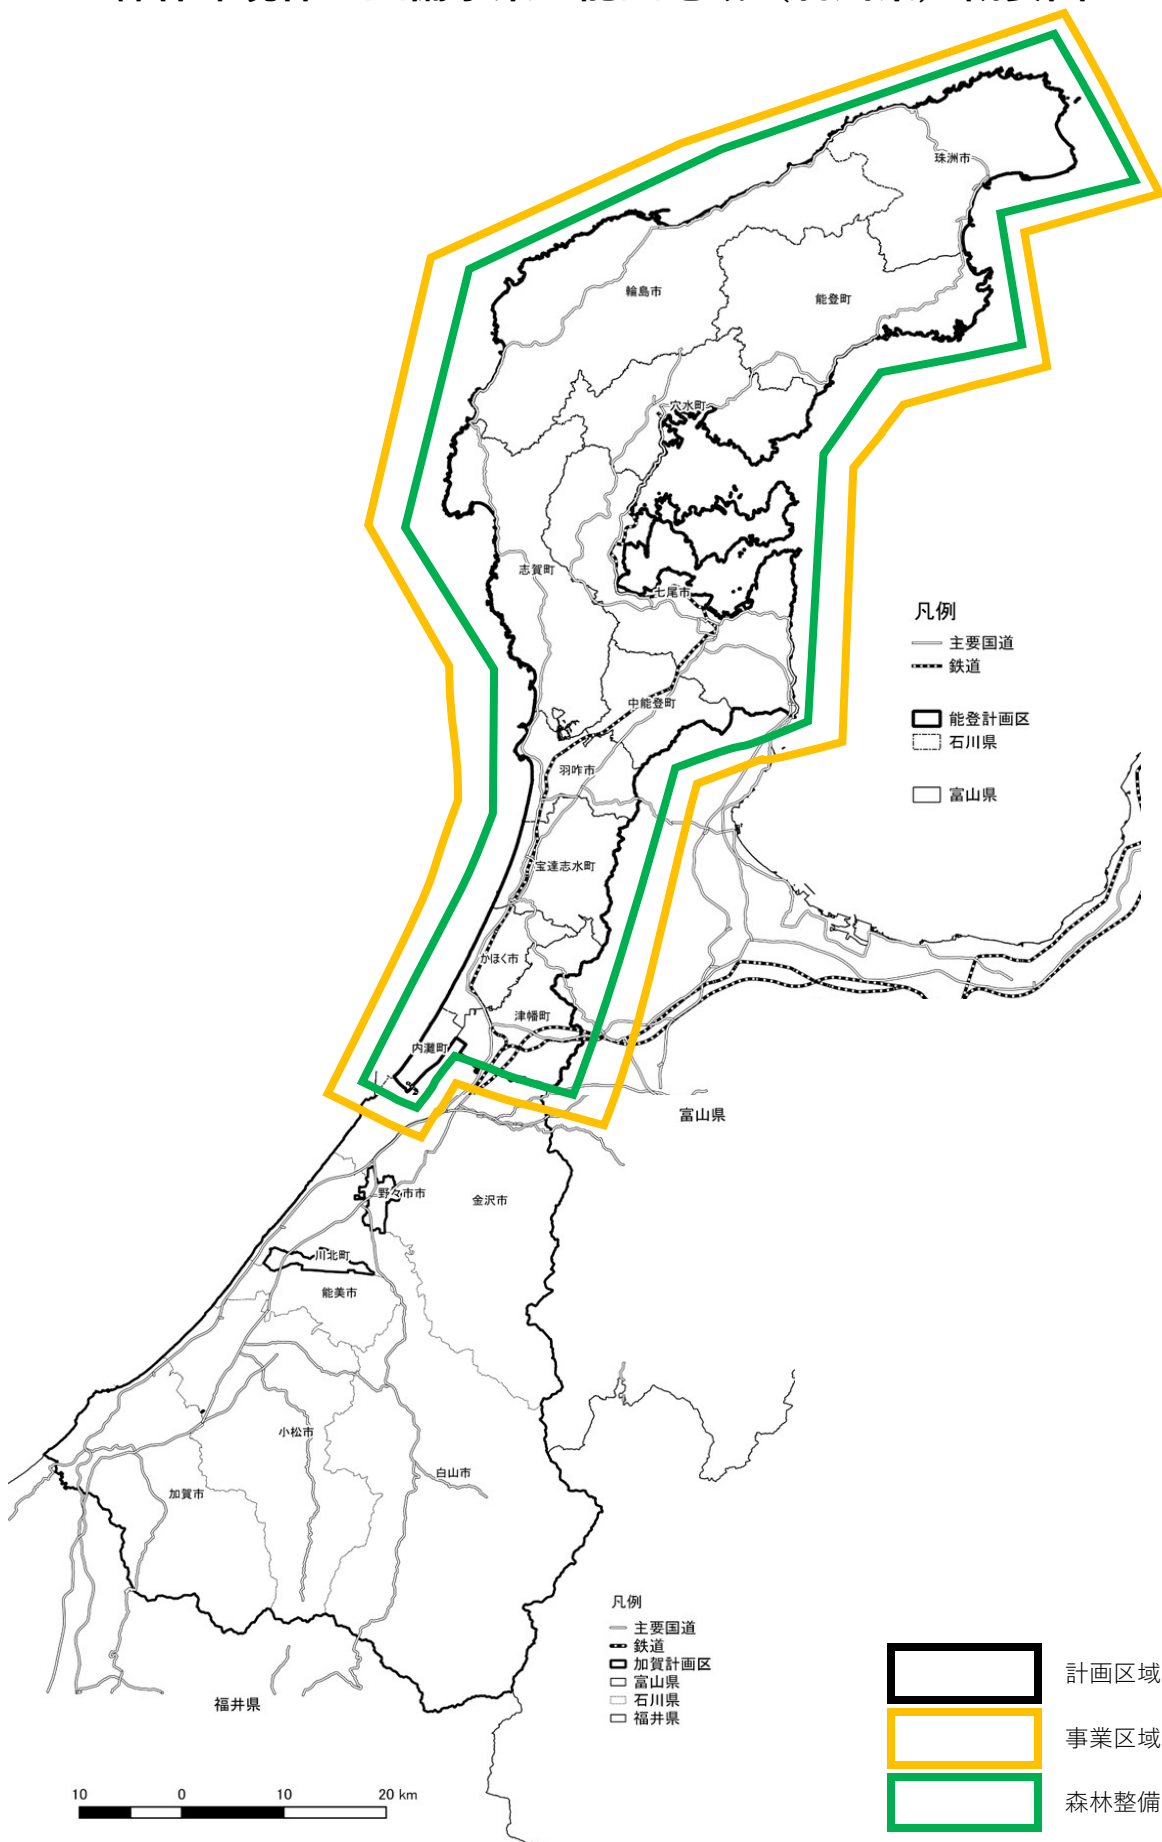 珠洲市
輪島市
能登町
穴水町
志賀町
七尾市
凡例
主要国道
鉄道
能登計画区
石川県
富山県
中能登町
羽咋市
宝達志水町
かほく市
津幡町
内灘町
富山県
野々市市
金沢市
川北町
能美市
小松市
白山市
加賀市
福井県
凡例
主要国道
鉄道
加賀計画区
富山県
石川県
福井県
計画区域
事業区域
森林整備
10 0 10 20 km